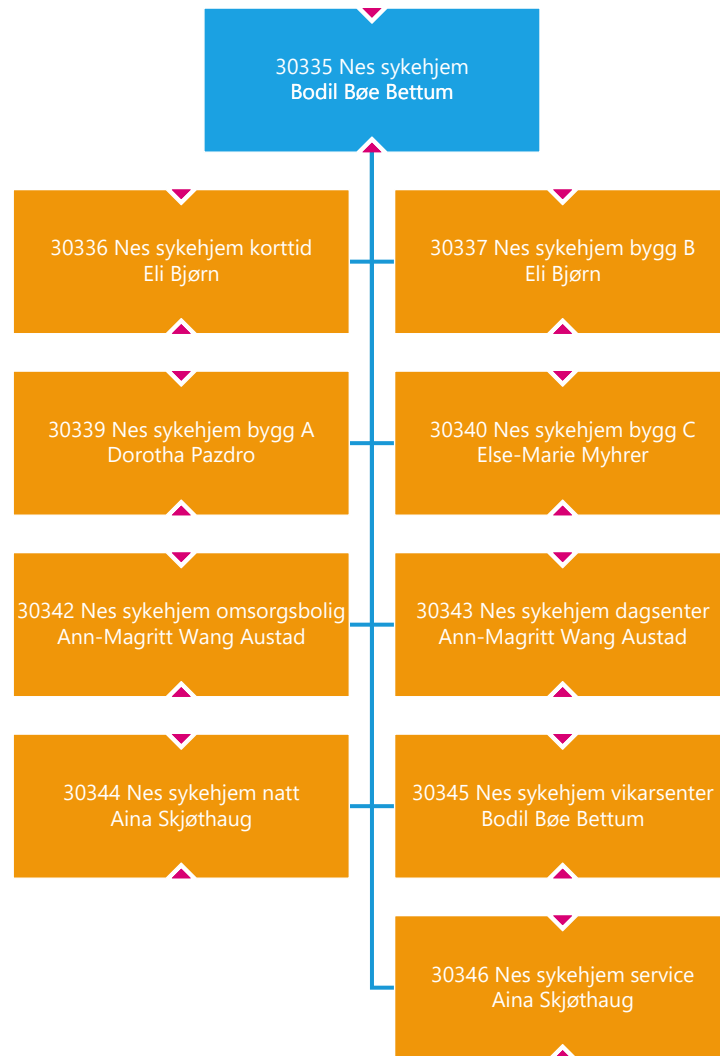 30335 Nes sykehjem
Bodil Bøe Bettum
30336 Nes sykehjem korttid
Eli Bjørn
30337 Nes sykehjem bygg B
Eli Bjørn
30339 Nes sykehjem bygg A
Dorotha Pazdro
30340 Nes sykehjem bygg C
Else-Marie Myhrer
30342 Nes sykehjem omsorgsbolig
Ann-Magritt Wang Austad
30343 Nes sykehjem dagsenter
Ann-Magritt Wang Austad
30344 Nes sykehjem natt
Aina Skjøthaug
30345 Nes sykehjem vikarsenter
Bodil Bøe Bettum
30346 Nes sykehjem service
Aina Skjøthaug